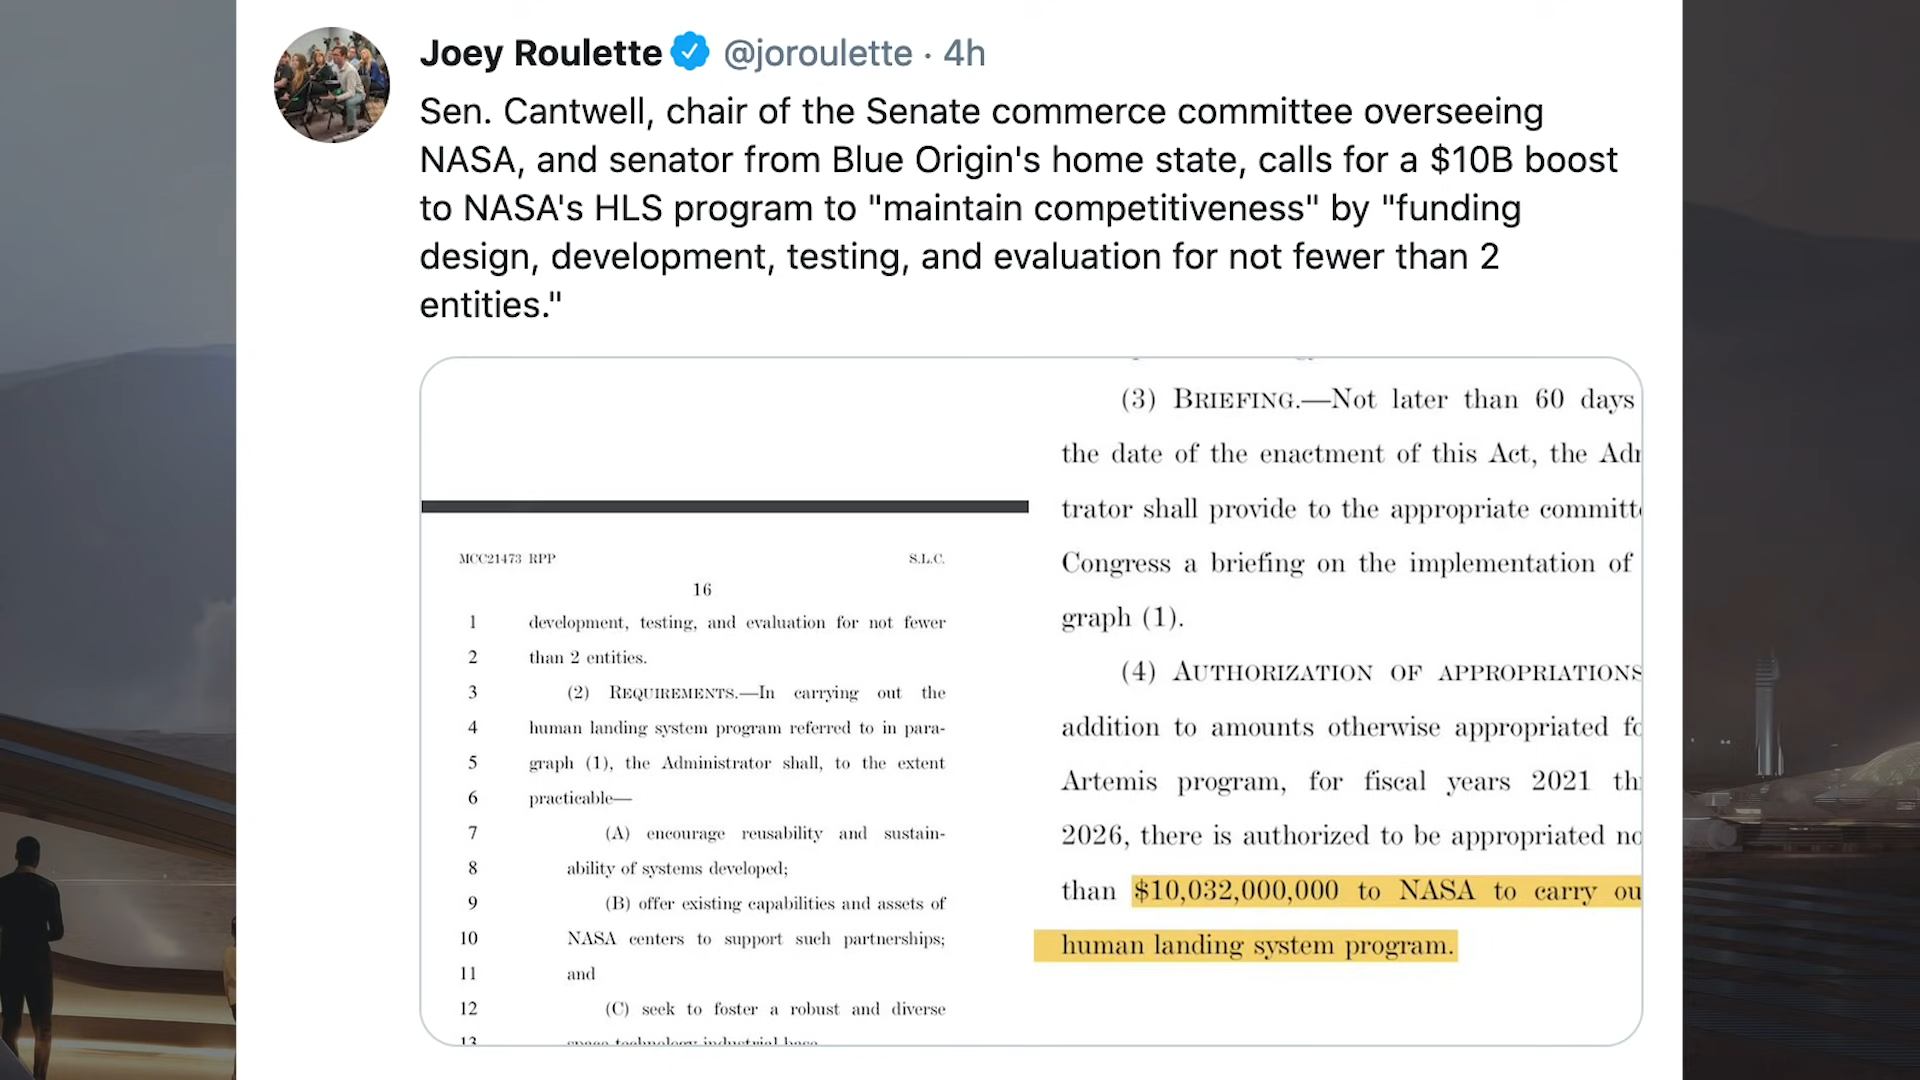 Joey Roulette @joroulette · 4h
Sen. Cantwell, chair of the Senate commerce committee overseeing
NASA, and senator from Blue Origin's home state, calls for a $10B boost
to NASA's HLS program to "maintain competitiveness" by "funding
design, development, testing, and evaluation for not fewer than 2
entities."
MCC21473 RPP S.L.C.
16
1 development, testing, and evaluation for not fewer
2 than 2 entities.
3 (2) REQUIREMENTS.—In carrying out the
4 human landing system program referred to in para-
5 graph (1), the Administrator shall, to the extent
6 practicable—
7 (A) encourage reusability and sustain-
8 ability of systems developed;
9 (B) offer existing capabilities and assets of
10 NASA centers to support such partnerships;
11 and
12 (C) seek to foster a robust and diverse
13 space technology industrial base
(3) BRIEFING.—Not later than 60 days
the date of the enactment of this Act, the Adm
trator shall provide to the appropriate committe
Congress a briefing on the implementation of
graph (1).
(4) AUTHORIZATION OF APPROPRIATIONS
addition to amounts otherwise appropriated fo
Artemis program, for fiscal years 2021 th
2026, there is authorized to be appropriated no
than $10,032,000,000 to NASA to carry ou
human landing system program.